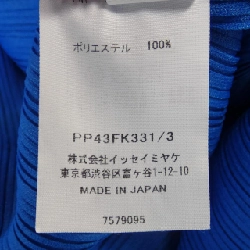 ポリエステル 100%
PP43FK331/3
株式会社イッセイミヤケ
東京都渋谷区富ヶ谷1-12-10
MADE IN JAPAN
7579095